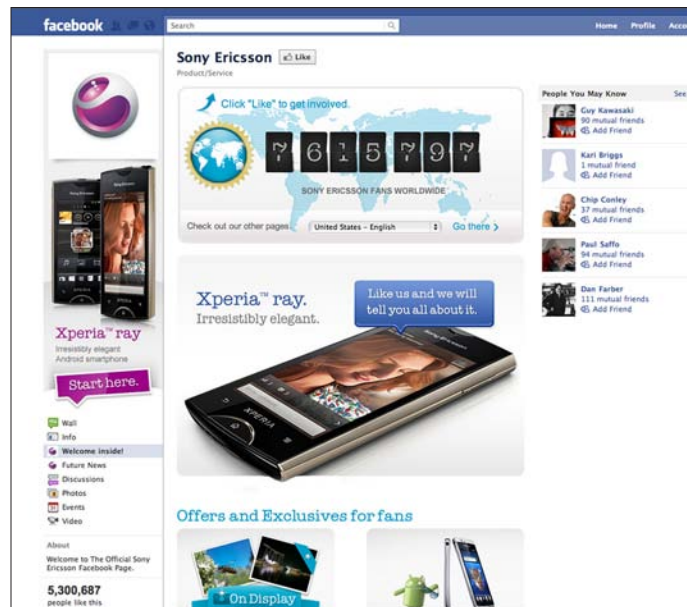 facebook
Search
Home Profile Accou
Sony Ericsson Like
Product/Service
Click "Like" to get involved.
7 6 1 5 7 9 7
SONY ERICSSON FANS WORLDWIDE
Check out our other pages: United States – English Go there >
Xperia™ ray.
Irresistibly elegant.
Like us and we will
tell you all about it.
XPERIA
Offers and Exclusives for fans
On Display
Xperia™ ray
Irresistibly elegant
Android smartphone
Start here.
Wall
Info
Welcome inside!
Future News
Discussions
Photos
Events
Video
About
Welcome to The Official Sony
Ericsson Facebook Page.
5,300,687
people like this
People You May Know See
Guy Kawasaki
90 mutual friends
Add Friend
Kari Briggs
1 mutual friend
Add Friend
Chip Conley
37 mutual friends
Add Friend
Paul Saffo
94 mutual friends
Add Friend
Dan Farber
111 mutual friends
Add Friend